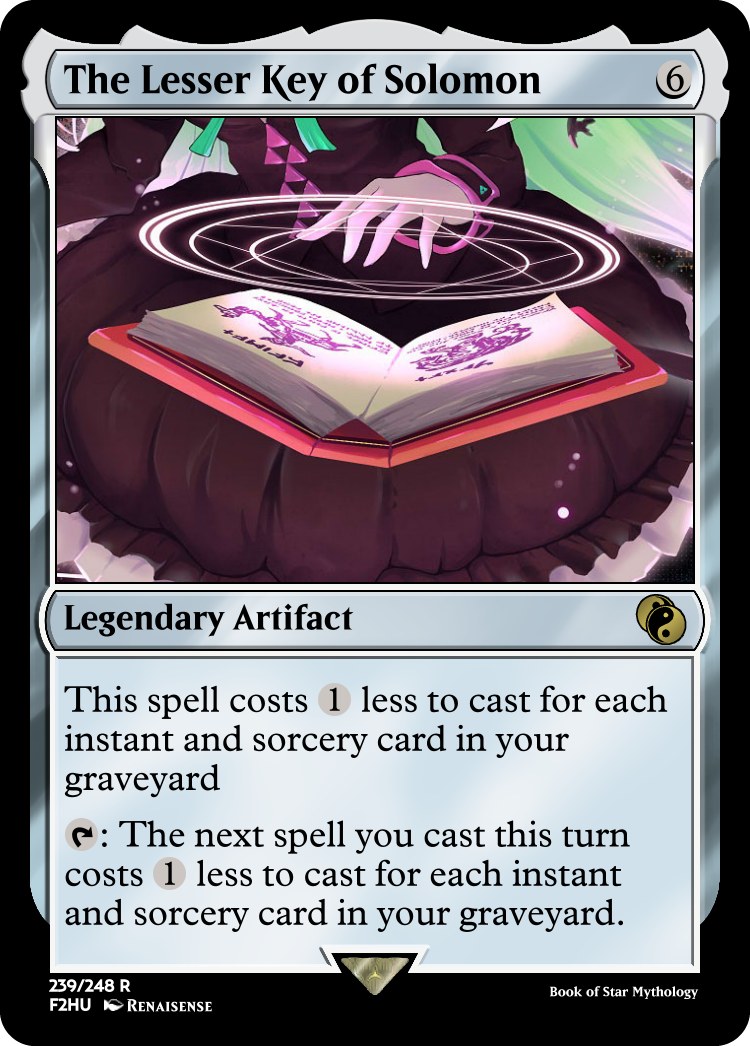 The Lesser Key of Solomon 6
Legendary Artifact
This spell costs 1 less to cast for each
instant and sorcery card in your
graveyard
: The next spell you cast this turn
costs 1 less to cast for each instant
and sorcery card in your graveyard.
239/248 R
F2HU RENAISENSE
Book of Star Mythology